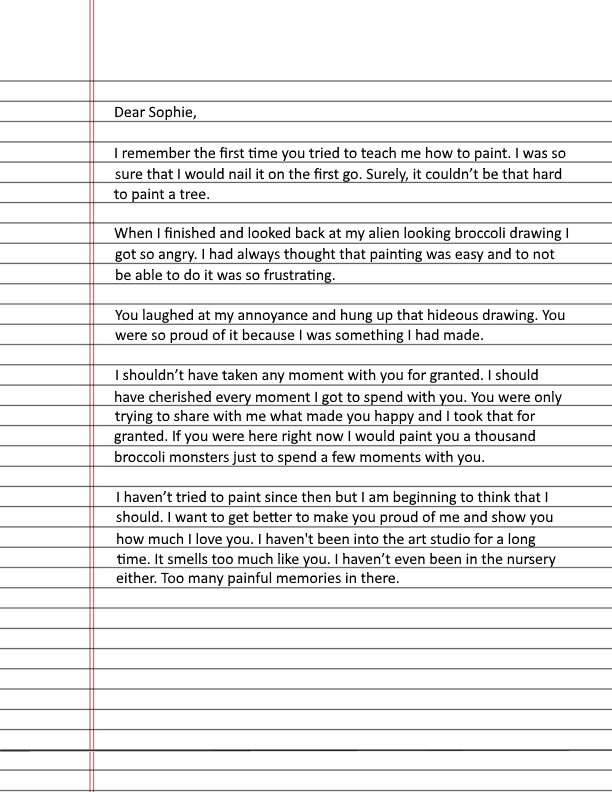 Dear Sophie,
I remember the first time you tried to teach me how to paint. I was so
sure that I would nail it on the first go. Surely, it couldn’t be that hard
to paint a tree.
When I finished and looked back at my alien looking broccoli drawing I
got so angry. I had always thought that painting was easy and to not
be able to do it was so frustrating.
You laughed at my annoyance and hung up that hideous drawing. You
were so proud of it because I was something I had made.
I shouldn’t have taken any moment with you for granted. I should
have cherished every moment I got to spend with you. You were only
trying to share with me what made you happy and I took that for
granted. If you were here right now I would paint you a thousand
broccoli monsters just to spend a few moments with you.
I haven’t tried to paint since then but I am beginning to think that I
should. I want to get better to make you proud of me and show you
how much I love you. I haven't been into the art studio for a long
time. It smells too much like you. I haven’t even been in the nursery
either. Too many painful memories in there.